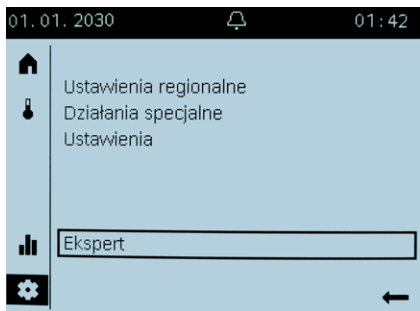 01.01.2030 01:42
Ustawienia regionalne
Działania specjalne
Ustawienia
Ekspert